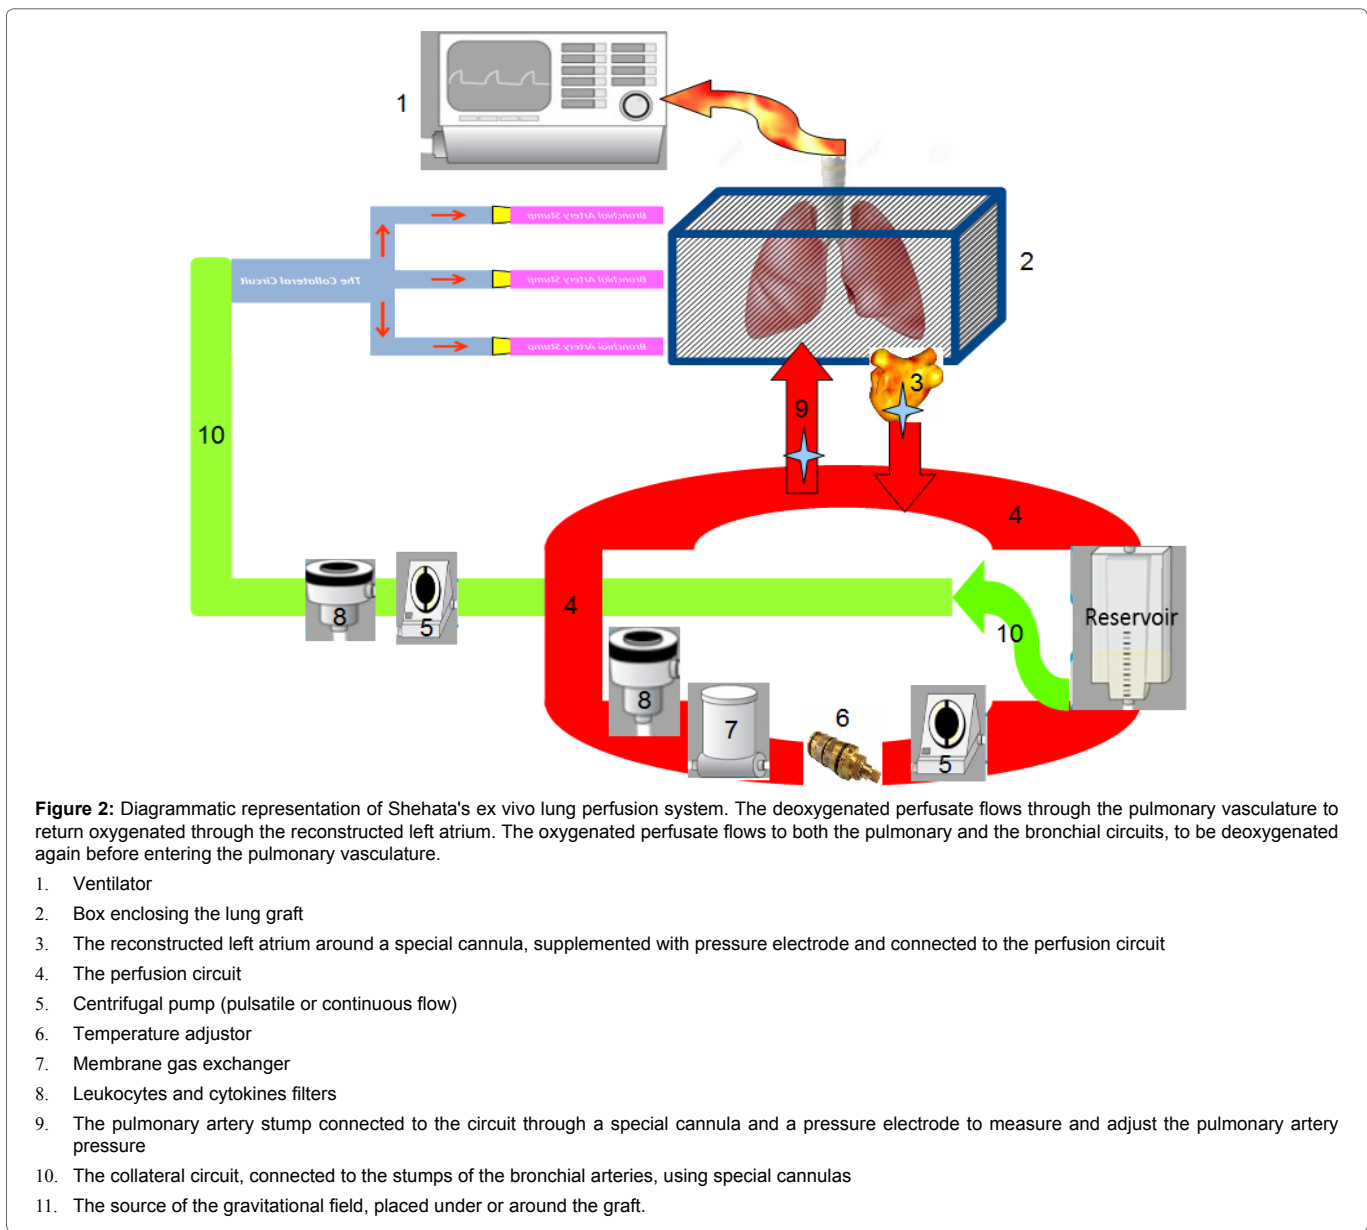 1
2
The Collateral Circuit
Bronchial Artery Stump
Bronchial Artery Stump
Bronchial Artery Stump
3
9
10
4
4
8
5
10
Reservoir
8
7
6
5
Figure 2: Diagrammatic representation of Shehata's ex vivo lung perfusion system. The deoxygenated perfusate flows through the pulmonary vasculature to
return oxygenated through the reconstructed left atrium. The oxygenated perfusate flows to both the pulmonary and the bronchial circuits, to be deoxygenated
again before entering the pulmonary vasculature.
1. Ventilator
2. Box enclosing the lung graft
3. The reconstructed left atrium around a special cannula, supplemented with pressure electrode and connected to the perfusion circuit
4. The perfusion circuit
5. Centrifugal pump (pulsatile or continuous flow)
6. Temperature adjustor
7. Membrane gas exchanger
8. Leukocytes and cytokines filters
9. The pulmonary artery stump connected to the circuit through a special cannula and a pressure electrode to measure and adjust the pulmonary artery
pressure
10. The collateral circuit, connected to the stumps of the bronchial arteries, using special cannulas
11. The source of the gravitational field, placed under or around the graft.